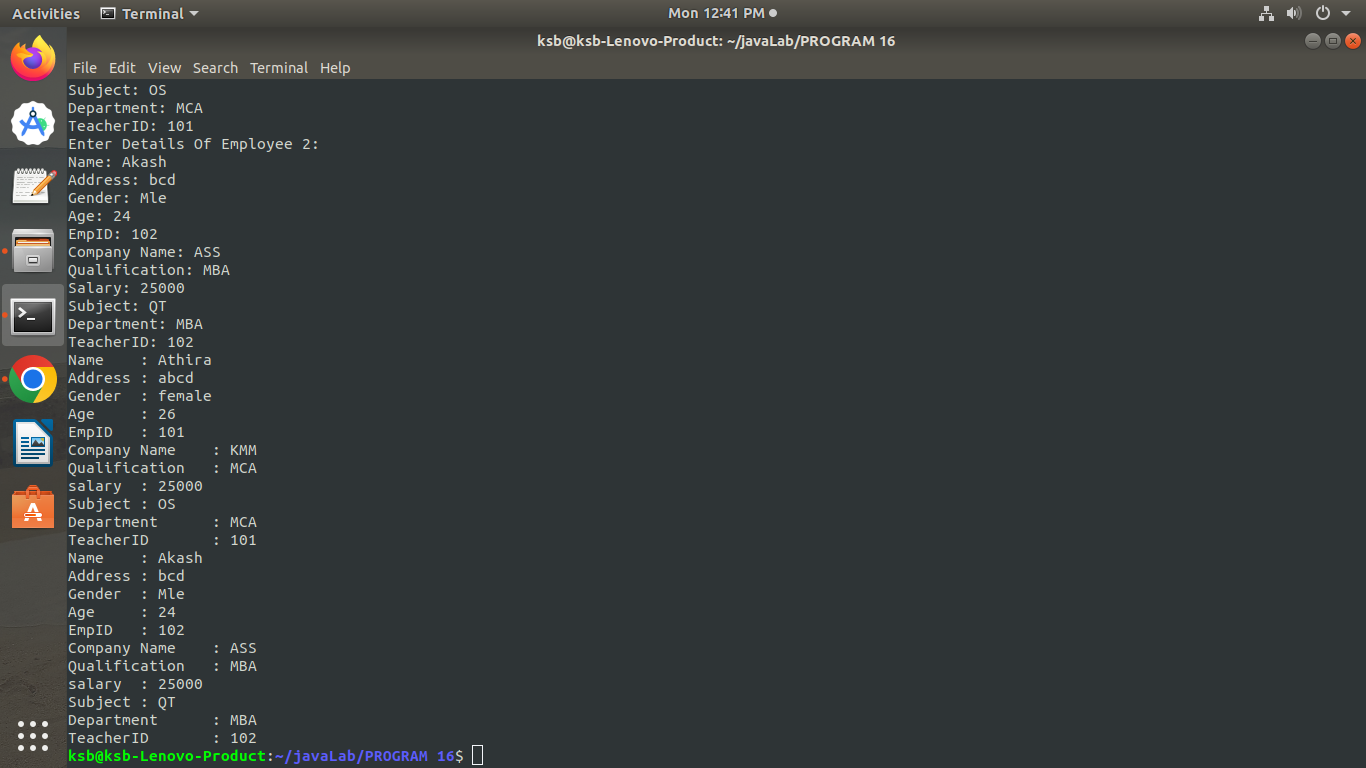 Activities Terminal Mon 12:41 PM
ksb@ksb-Lenovo-Product: ~/javaLab/PROGRAM 16
File Edit View Search Terminal Help
Subject: OS
Department: MCA
TeacherID: 101
Enter Details Of Employee 2:
Name: Akash
Address: bcd
Gender: Mle
Age: 24
EmpID: 102
Company Name: ASS
Qualification: MBA
Salary: 25000
Subject: QT
Department: MBA
TeacherID: 102
Name    : Athira
Address : abcd
Gender  : female
Age     : 26
EmpID   : 101
Company Name    : KMM
Qualification   : MCA
salary  : 25000
Subject : OS
Department      : MCA
TeacherID       : 101
Name    : Akash
Address : bcd
Gender  : Mle
Age     : 24
EmpID   : 102
Company Name    : ASS
Qualification   : MBA
salary  : 25000
Subject : QT
Department      : MBA
TeacherID       : 102
ksb@ksb-Lenovo-Product:~/javaLab/PROGRAM 16$